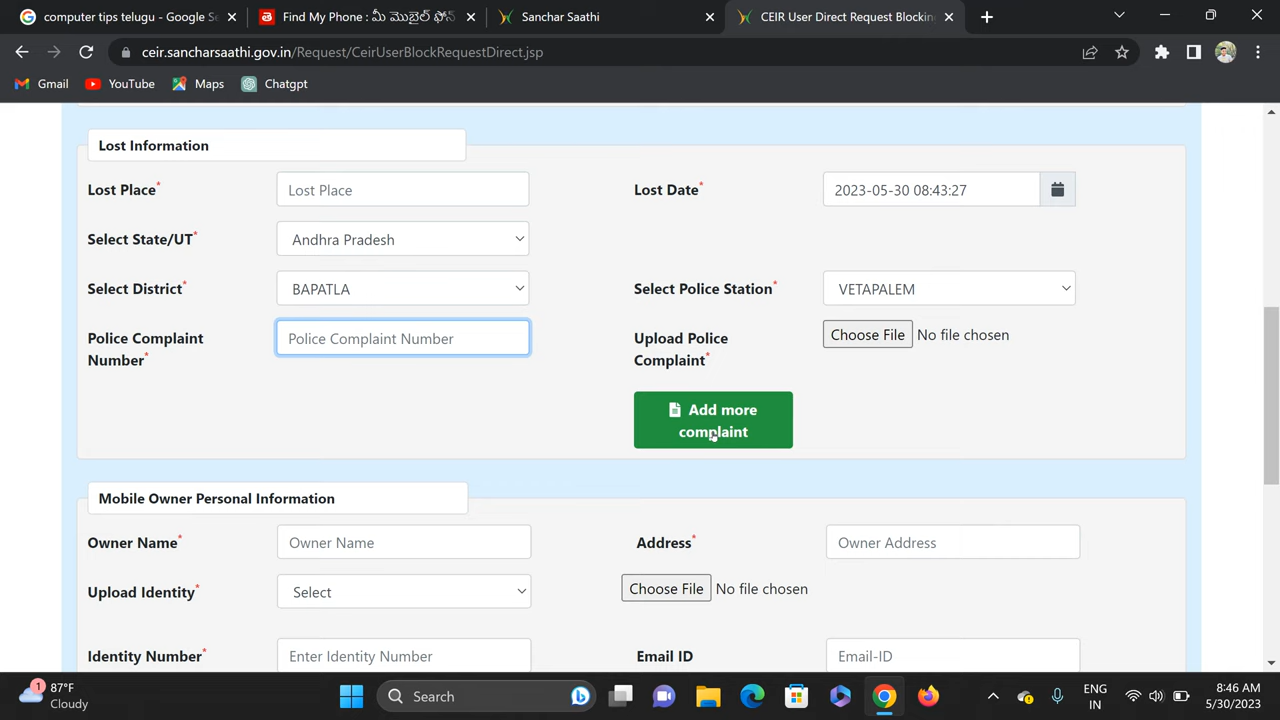 computer tips telugu - Google Se
Find My Phone : మీ మొబైల్ ఫోన్
Sanchar Saathi
CEIR User Direct Request Blocking
ceir.sancharsaathi.gov.in/Request/CeirUserBlockRequestDirect.jsp
Gmail
YouTube
Maps
Chatgpt
Lost Information
Lost Place*
Lost Place
Lost Date*
2023-05-30 08:43:27
Select State/UT*
Andhra Pradesh
Select District*
BAPATLA
Select Police Station*
VETAPALEM
Police Complaint
Number*
Police Complaint Number
Upload Police
Complaint*
Choose File No file chosen
Add more
complaint
Mobile Owner Personal Information
Owner Name*
Owner Name
Address*
Owner Address
Upload Identity*
Select
Choose File No file chosen
Identity Number*
Enter Identity Number
Email ID
Email-ID
1
87°F
Cloudy
Search
ENG
IN
8:46 AM
5/30/2023